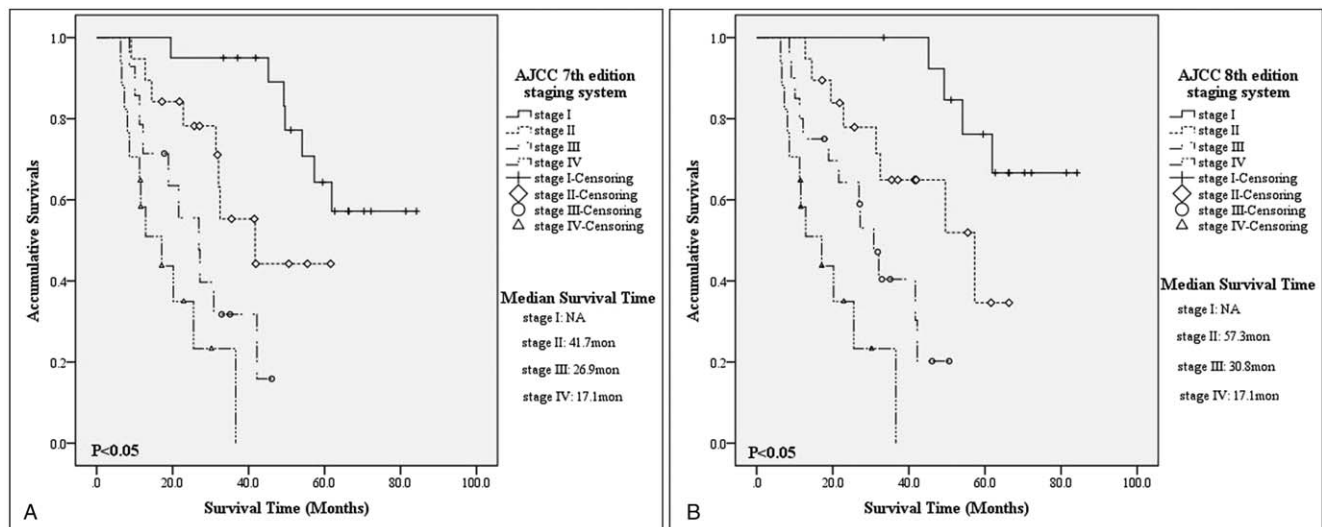 1.0
0.8
0.6
0.4
0.2
0.0
Accumulative Survivals
P<0.05
.0 20.0 40.0 60.0 80.0 100.0
Survival Time (Months)
A
AJCC 7th edition
staging system
stage I
stage II
stage III
stage IV
stage I-Censoring
stage II-Censoring
stage III-Censoring
stage IV-Censoring
Median Survival Time
stage I: NA
stage II: 41.7mon
stage III: 26.9mon
stage IV: 17.1mon
1.0
0.8
0.6
0.4
0.2
0.0
Accumulative Survivals
P<0.05
.0 20.0 40.0 60.0 80.0 100.0
Survival Time (Months)
B
AJCC 8th edition
staging system
stage I
stage II
stage III
stage IV
stage I-Censoring
stage II-Censoring
stage III-Censoring
stage IV-Censoring
Median Survival Time
stage I: NA
stage II: 57.3mon
stage III: 30.8mon
stage IV: 17.1mon